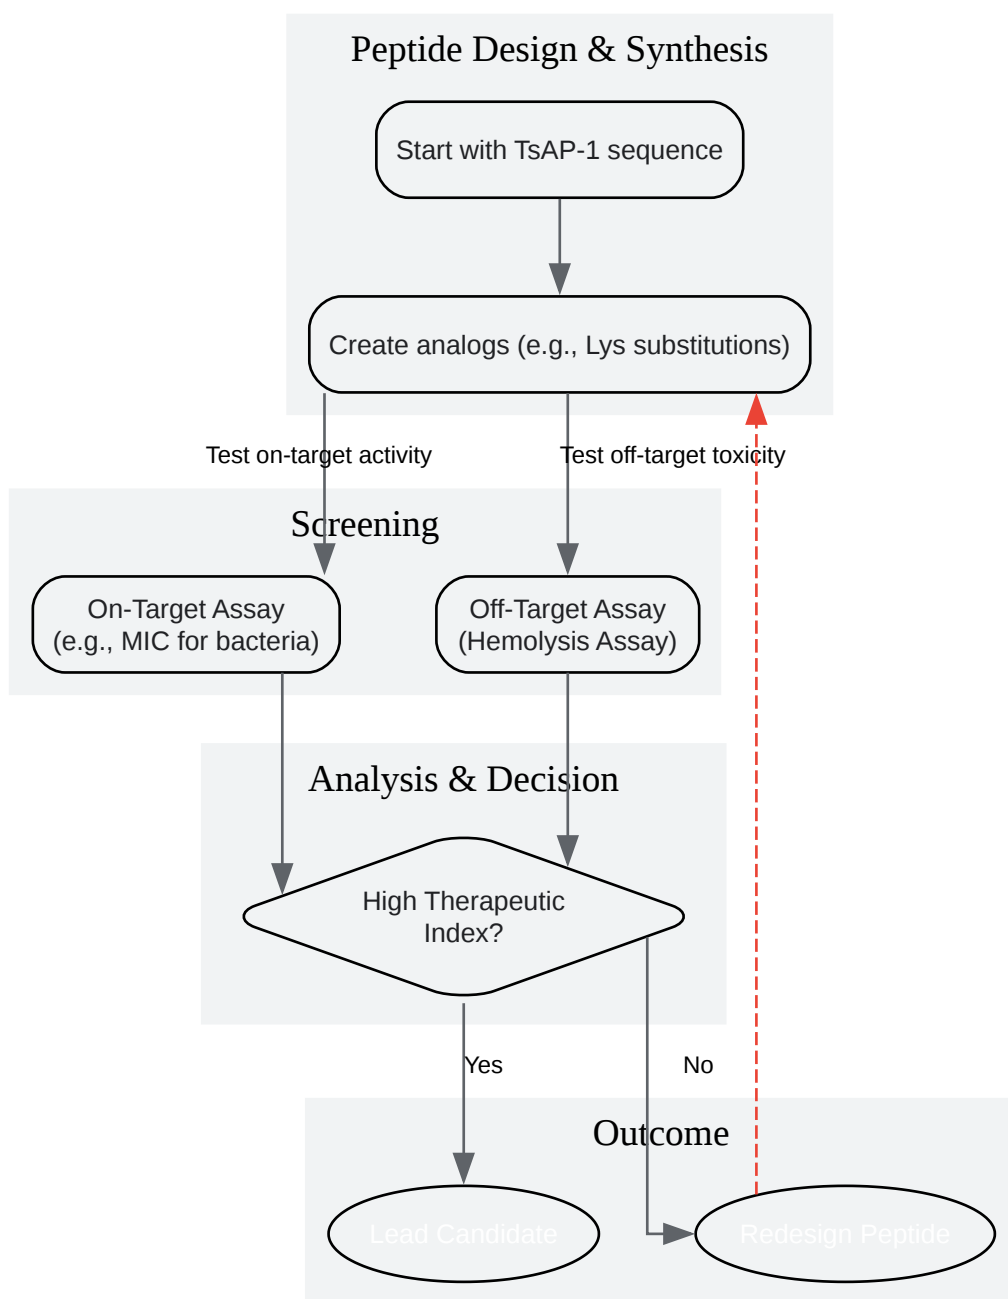 Peptide Design & Synthesis
Start with TsAP-1 sequence
Create analogs (e.g., Lys substitutions)
Test on-target activity
Test off-target toxicity
Screening
On-Target Assay
(e.g., MIC for bacteria)
Off-Target Assay
(Hemolysis Assay)
Analysis & Decision
High Therapeutic
Index?
Yes
No
Outcome
Lead Candidate
Redesign Peptide